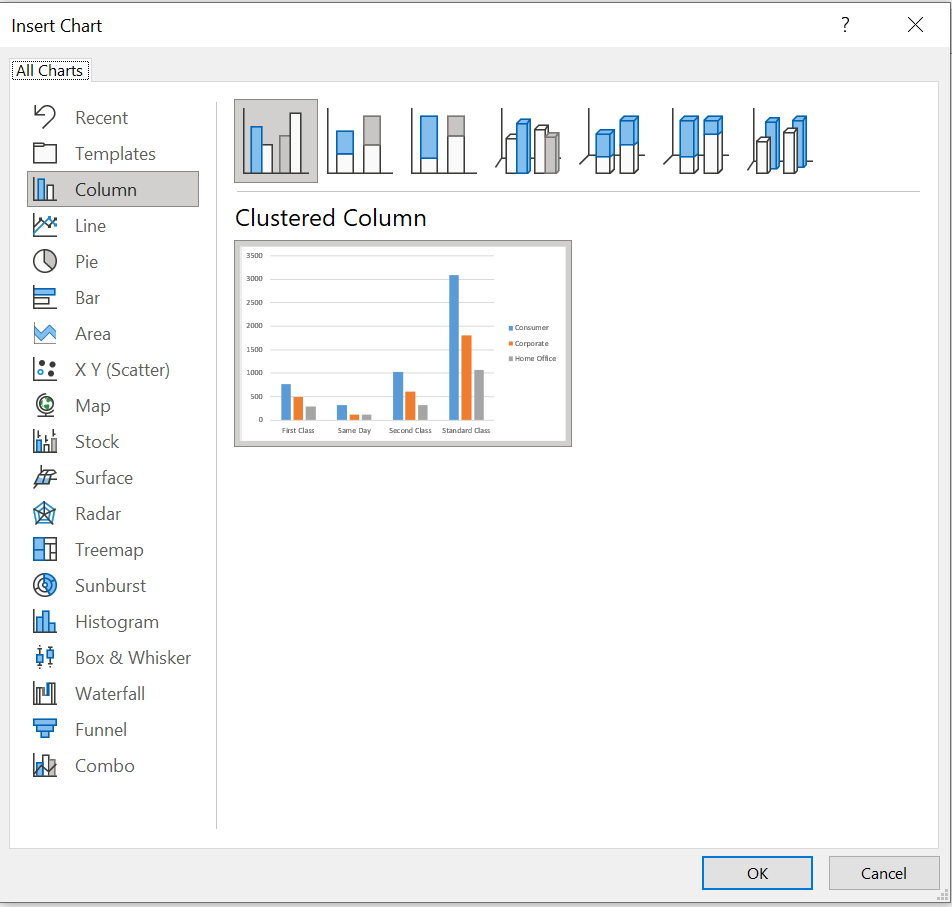 Insert Chart
?
All Charts
Recent
Templates
Column
Line
Pie
Bar
Area
X Y (Scatter)
Map
Stock
Surface
Radar
Treemap
Sunburst
Histogram
Box & Whisker
Waterfall
Funnel
Combo
Clustered Column
3500
3000
2500
2000
1500
1000
500
0
First Class Same Day Second Class Standard Class
Consumer
Corporate
Home Office
OK Cancel